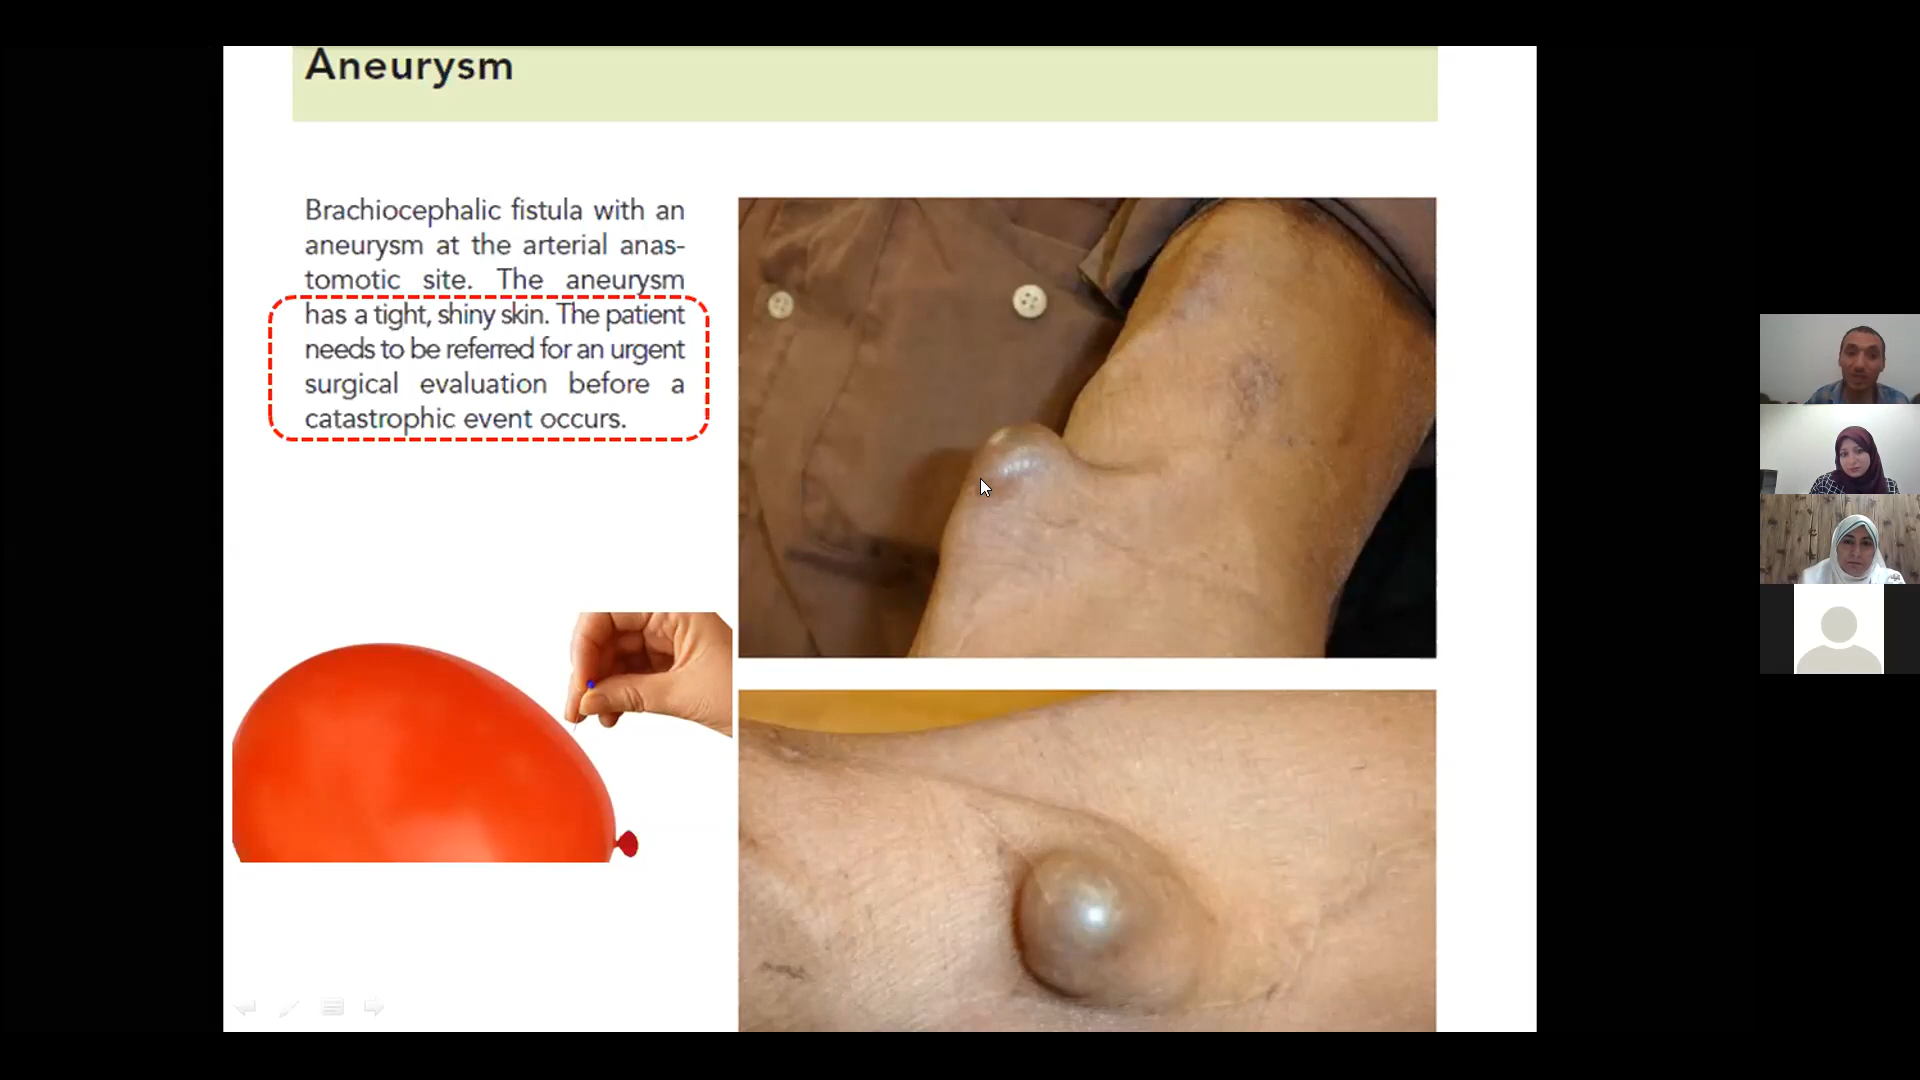 Aneurysm
Brachiocephalic fistula with an
aneurysm at the arterial anas-
tomotic site. The aneurysm
has a tight, shiny skin. The patient
needs to be referred for an urgent
surgical evaluation before a
catastrophic event occurs.